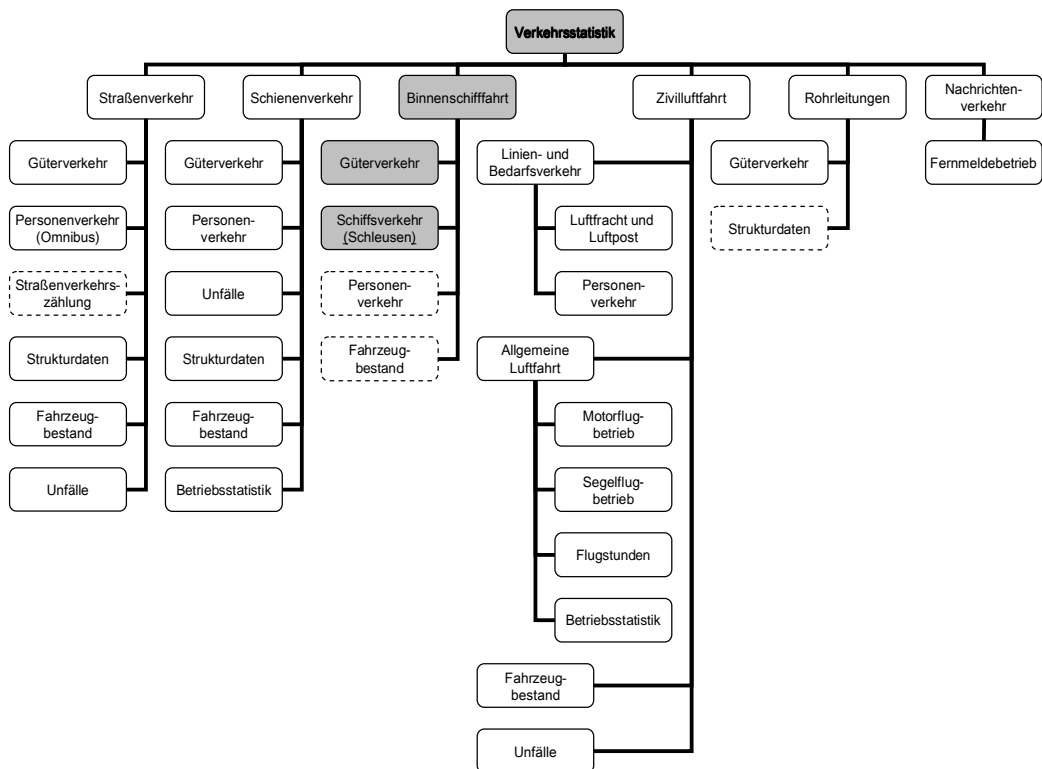 Verkehrsstatistik
Straßenverkehr
Güterverkehr
Personenverkehr
(Omnibus)
Straßenverkehrs-
zählung
Strukturdaten
Fahrzeug-
bestand
Unfälle
Schienenverkehr
Güterverkehr
Personen-
verkehr
Unfälle
Strukturdaten
Fahrzeug-
bestand
Betriebsstatistik
Binnenschifffahrt
Güterverkehr
Schiffsverkehr
(Schleusen)
Personen-
verkehr
Fahrzeug-
bestand
Zivilluftfahrt
Linien- und
Bedarfsverkehr
Luftfracht und
Luftpost
Personen-
verkehr
Allgemeine
Luftfahrt
Motorflug-
betrieb
Segelflug-
betrieb
Flugstunden
Betriebsstatistik
Fahrzeug-
bestand
Unfälle
Rohrleitungen
Güterverkehr
Strukturdaten
Nachrichten-
verkehr
Fernmeldebetrieb